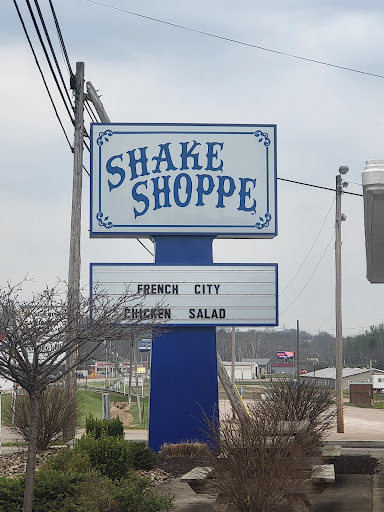 SHAKE
SHOPPE
FRENCH CITY
CHICKEN SALAD